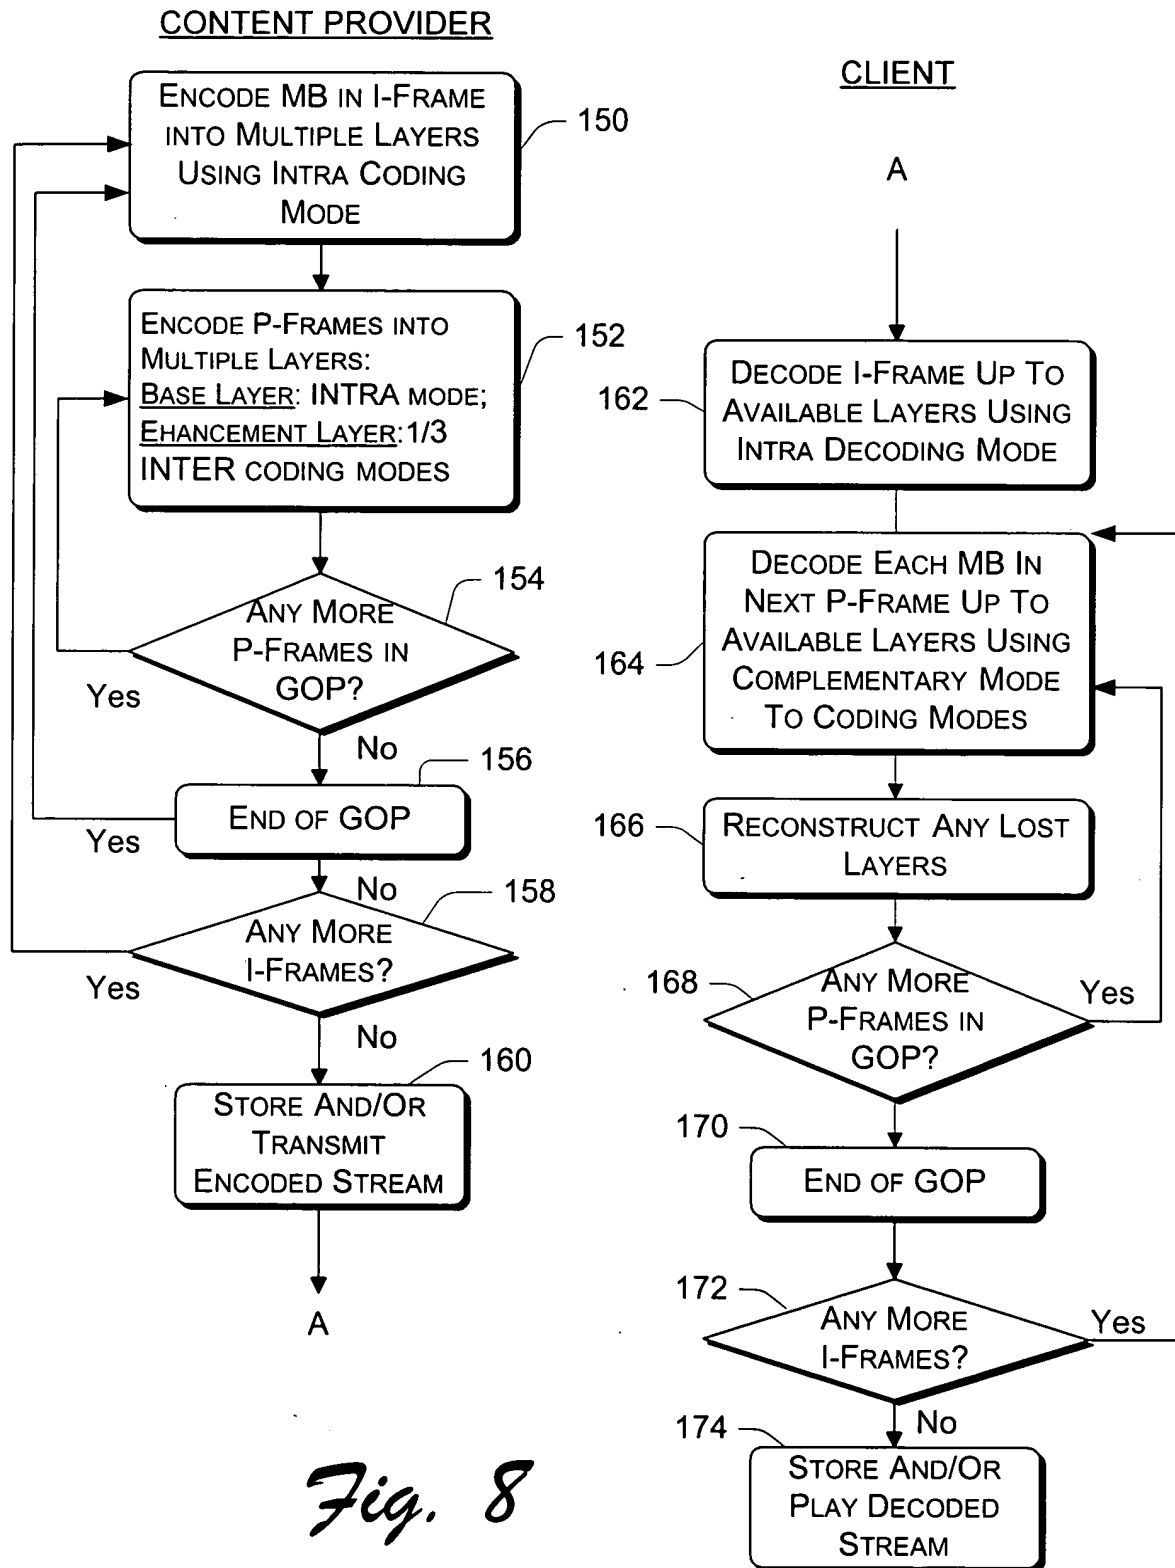 CONTENT PROVIDER
ENCODE MB IN I-FRAME
INTO MULTIPLE LAYERS
USING INTRA CODING
MODE
150
ENCODE P-FRAMES INTO
MULTIPLE LAYERS:
BASE LAYER: INTRA MODE;
EHANCEMENT LAYER:1/3
INTER CODING MODES
152
ANY MORE
P-FRAMES IN
GOP?
154
Yes
No
156
END OF GOP
Yes
No
158
ANY MORE
I-FRAMES?
Yes
No
160
STORE AND/OR
TRANSMIT
ENCODED STREAM
A
CLIENT
A
162
DECODE I-FRAME UP TO
AVAILABLE LAYERS USING
INTRA DECODING MODE
164
DECODE EACH MB IN
NEXT P-FRAME UP TO
AVAILABLE LAYERS USING
COMPLEMENTARY MODE
TO CODING MODES
166
RECONSTRUCT ANY LOST
LAYERS
168
ANY MORE
P-FRAMES IN
GOP?
Yes
170
END OF GOP
172
ANY MORE
I-FRAMES?
Yes
No
174
STORE AND/OR
PLAY DECODED
STREAM
Fig. 8